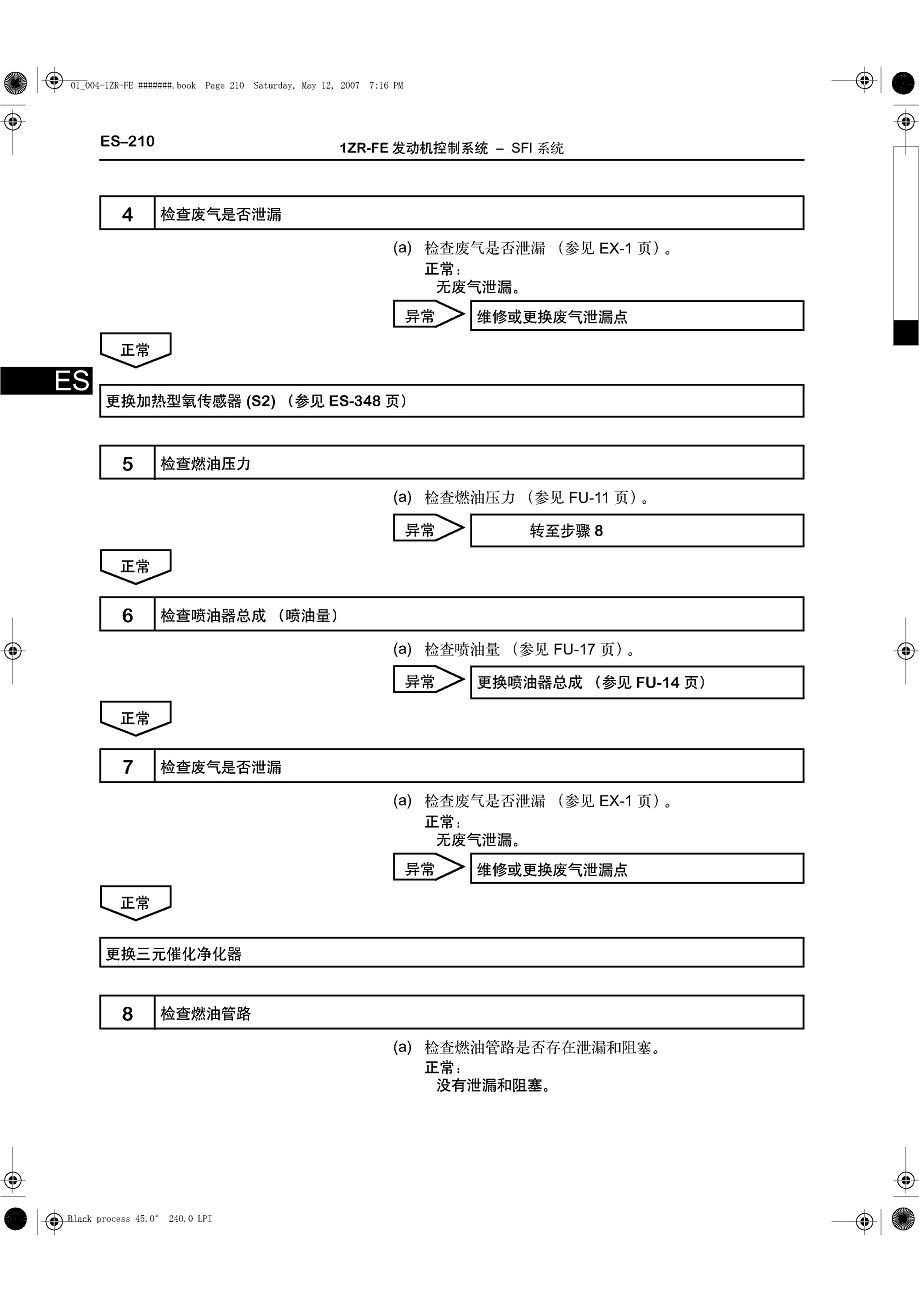 01_004-1ZR-FE #######.book Page 210 Saturday, May 12, 2007 7:16 PM
ES–210
1ZR-FE 发动机控制系统 – SFI 系统
4 检查废气是否泄漏
(a) 检查废气是否泄漏 （参见 EX-1 页）。
正常：
无废气泄漏。
异常 维修或更换废气泄漏点
正常
ES
更换加热型氧传感器 (S2) （参见 ES-348 页）
5 检查燃油压力
(a) 检查燃油压力 （参见 FU-11 页）。
异常 转至步骤 8
正常
6 检查喷油器总成 （喷油量）
(a) 检查喷油量 （参见 FU-17 页）。
异常 更换喷油器总成 （参见 FU-14 页）
正常
7 检查废气是否泄漏
(a) 检查废气是否泄漏 （参见 EX-1 页）。
正常：
无废气泄漏。
异常 维修或更换废气泄漏点
正常
更换三元催化净化器
8 检查燃油管路
(a) 检查燃油管路是否存在泄漏和阻塞。
正常：
没有泄漏和阻塞。
Black process 45.0° 240.0 LPI